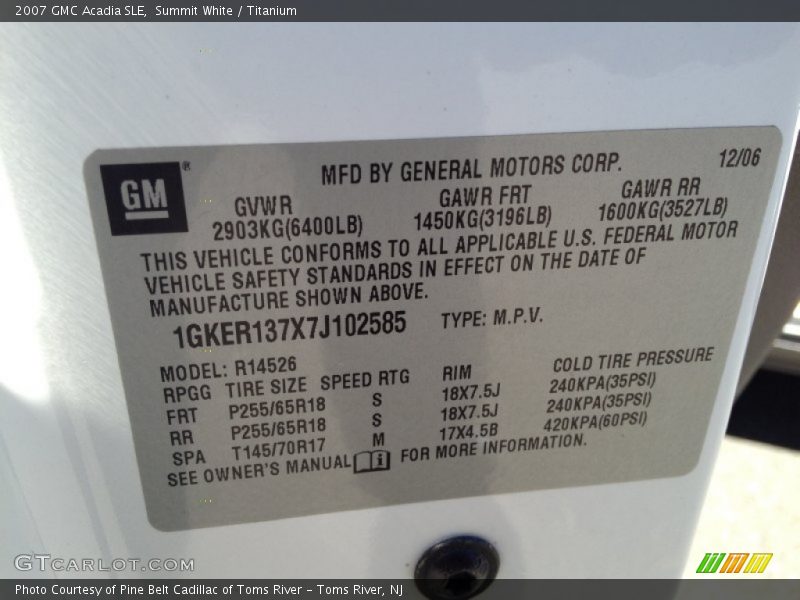 2007 GMC Acadia SLE, Summit White / Titanium
12/06
GM ®
MFD BY GENERAL MOTORS CORP.
GVWR GAWR FRT GAWR RR
2903KG(6400LB) 1450KG(3196LB) 1600KG(3527LB)
THIS VEHICLE CONFORMS TO ALL APPLICABLE U.S. FEDERAL MOTOR
VEHICLE SAFETY STANDARDS IN EFFECT ON THE DATE OF
MANUFACTURE SHOWN ABOVE.
1GKER137X7J102585 TYPE: M.P.V.
MODEL: R14526
RPGG TIRE SIZE SPEED RTG RIM COLD TIRE PRESSURE
FRT P255/65R18 S 18X7.5J 240KPA(35PSI)
RR P255/65R18 S 18X7.5J 240KPA(35PSI)
SPA T145/70R17 M 17X4.5B 420KPA(60PSI)
SEE OWNER'S MANUAL i FOR MORE INFORMATION.
GTCARLOT.COM
Photo Courtesy of Pine Belt Cadillac of Toms River - Toms River, NJ